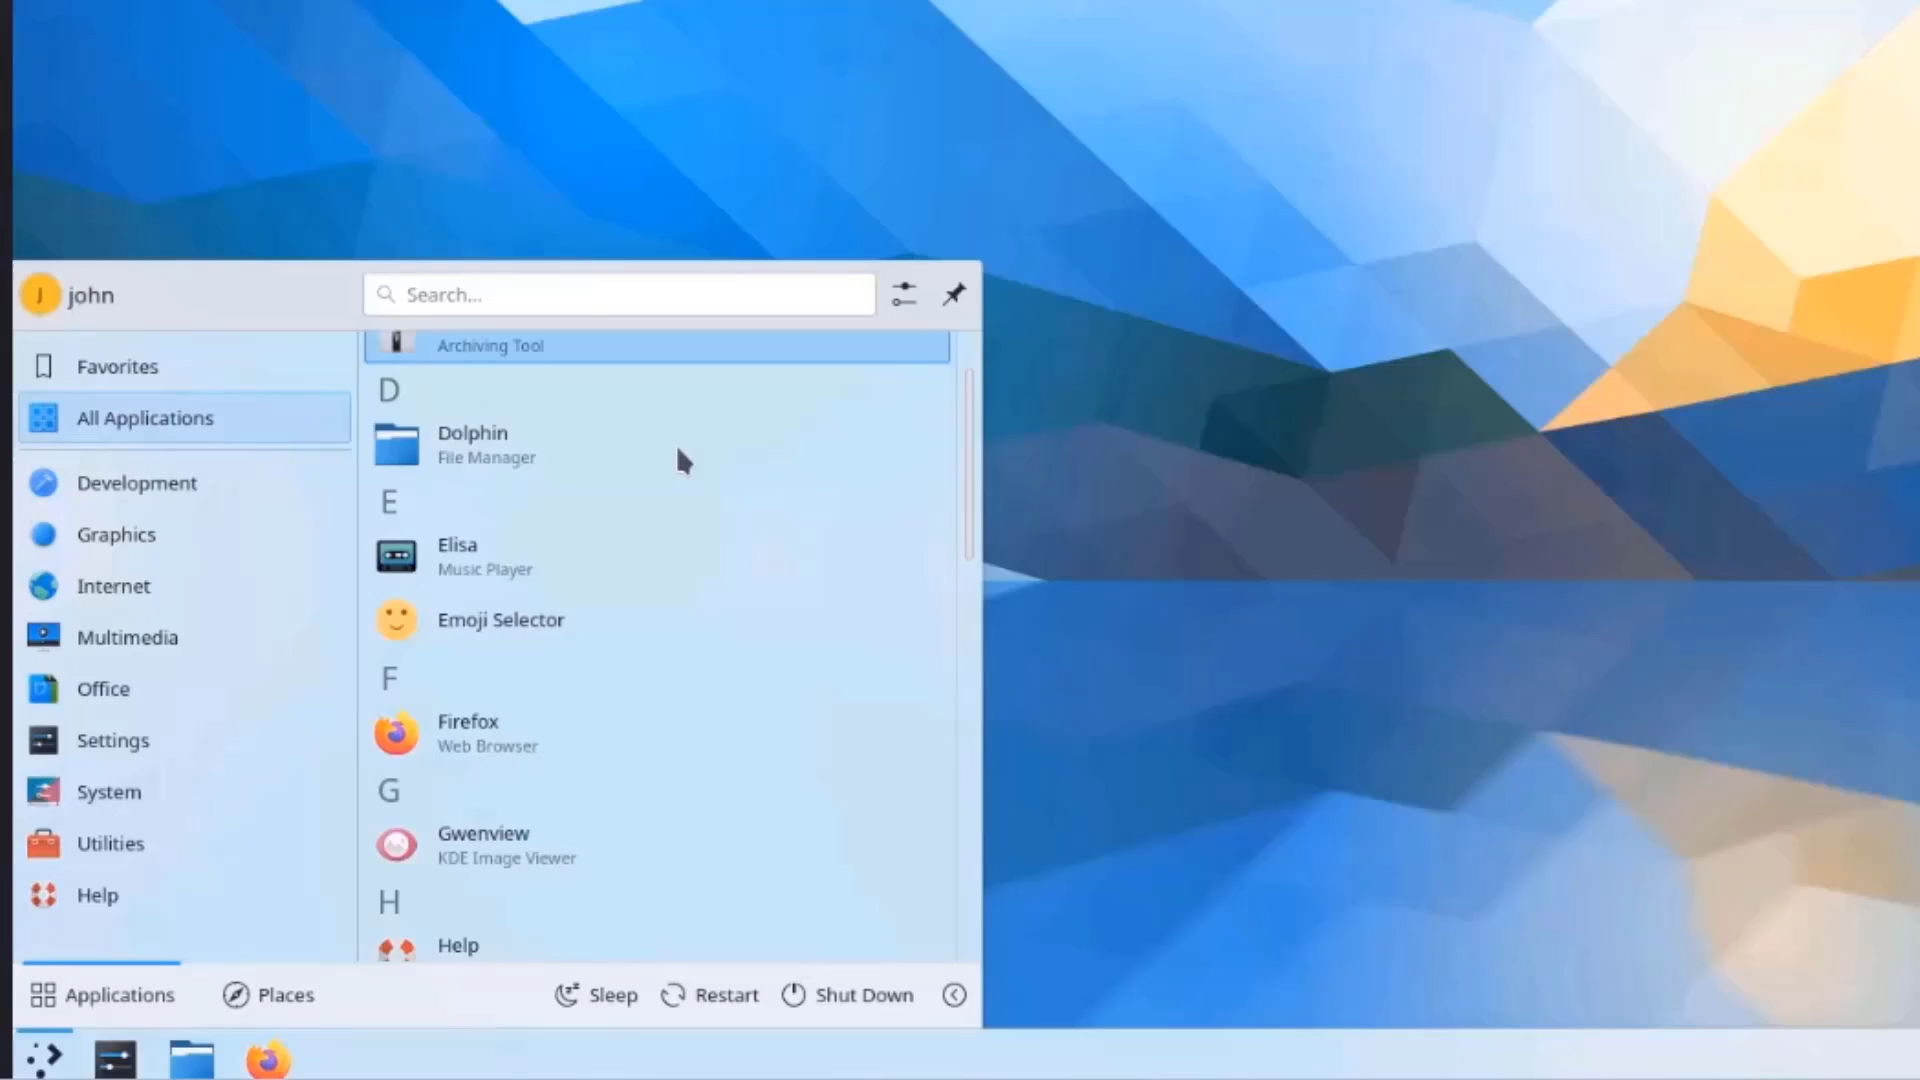 J
john
Search...
Favorites
All Applications
Development
Graphics
Internet
Multimedia
Office
Settings
System
Utilities
Help
Archiving Tool
D
Dolphin
File Manager
E
Elisa
Music Player
Emoji Selector
F
Firefox
Web Browser
G
Gwenview
KDE Image Viewer
H
Help
Applications
Places
Sleep
Restart
Shut Down